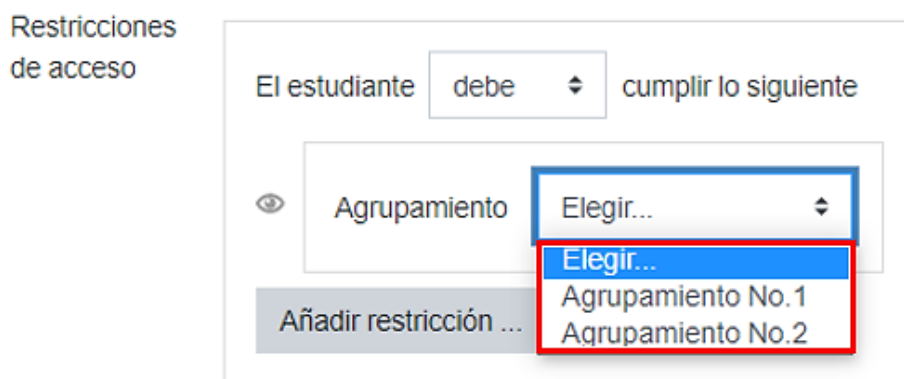 Restricciones
de acceso
El estudiante debe cumplir lo siguiente
Agrupamiento Elegir...
Elegir...
Agrupamiento No.1
Agrupamiento No.2
Añadir restricción ...